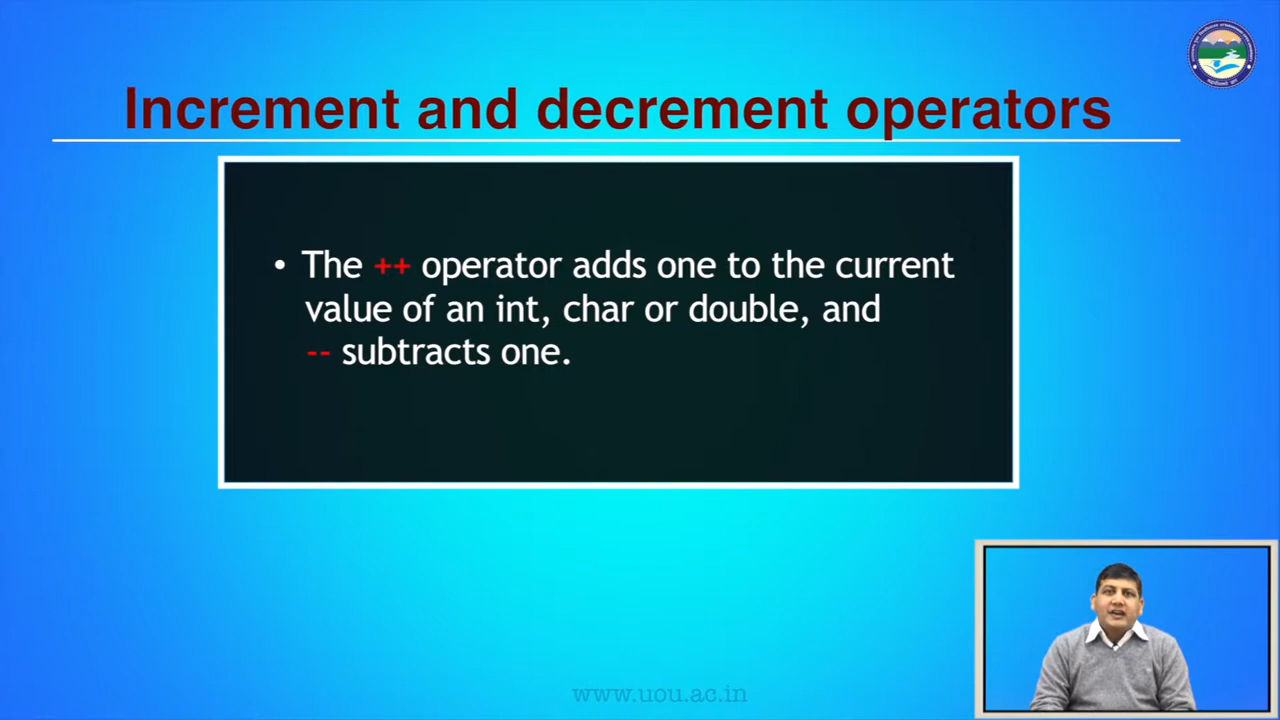 Increment and decrement operators
• The ++ operator adds one to the current
value of an int, char or double, and
-- subtracts one.
www.uou.ac.in